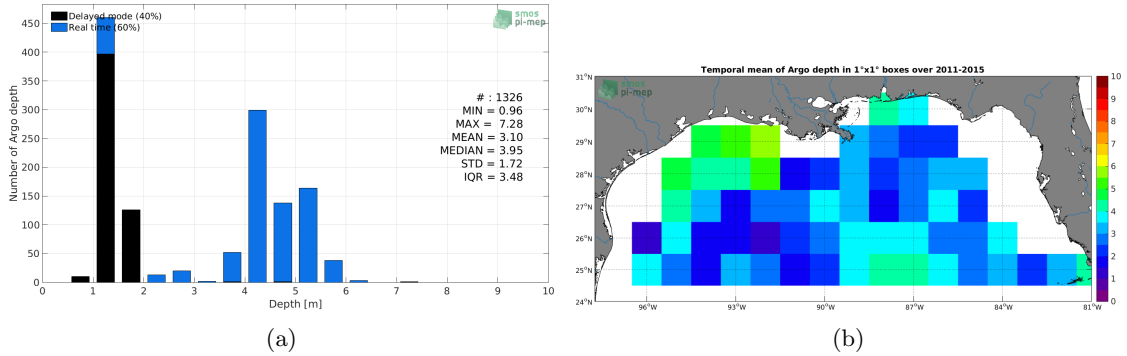 Delayed mode (40%)
Real time (60%)
smos
pi-mep
Number of Argo depth
450
400
350
300
250
200
150
100
50
0
# : 1326
MIN = 0.96
MAX = 7.28
MEAN = 3.10
MEDIAN = 3.95
STD = 1.72
IQR = 3.48
0 1 2 3 4 5 6 7 8 9 10
Depth [m]
(a)
Temporal mean of Argo depth in 1°x1° boxes over 2011-2015
smos
pi-mep
31°N
30°N
29°N
28°N
27°N
26°N
25°N
24°N
96°W 93°W 90°W 87°W 84°W 81°W
10
9
8
7
6
5
4
3
2
1
0
(b)